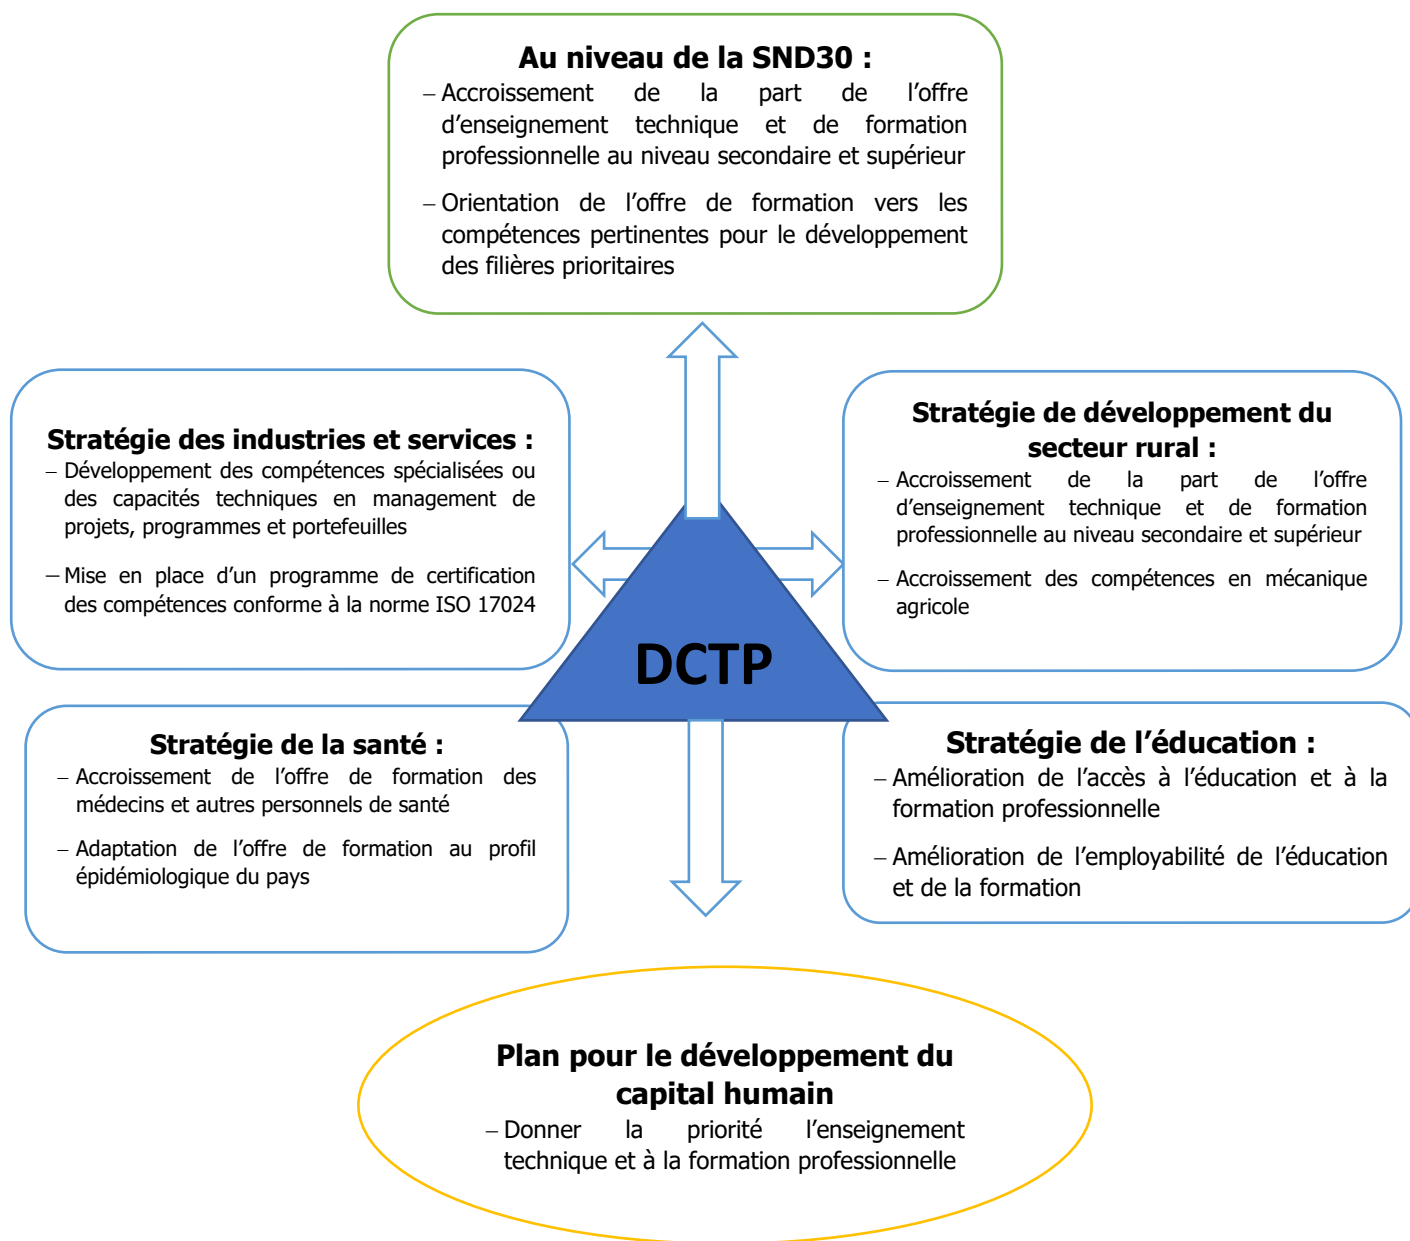 Au niveau de la SND30 :
– Accroissement de la part de l’offre
d’enseignement technique et de formation
professionnelle au niveau secondaire et supérieur
– Orientation de l’offre de formation vers les
compétences pertinentes pour le développement
des filières prioritaires
Stratégie des industries et services :
– Développement des compétences spécialisées ou
des capacités techniques en management de
projets, programmes et portefeuilles
– Mise en place d’un programme de certification
des compétences conforme à la norme ISO 17024
Stratégie de développement du
secteur rural :
– Accroissement de la part de l’offre
d’enseignement technique et de formation
professionnelle au niveau secondaire et supérieur
– Accroissement des compétences en mécanique
agricole
DCTP
Stratégie de la santé :
– Accroissement de l’offre de formation des
médecins et autres personnels de santé
– Adaptation de l’offre de formation au profil
épidémiologique du pays
Stratégie de l’éducation :
– Amélioration de l’accès à l’éducation et à la
formation professionnelle
– Amélioration de l’employabilité de l’éducation
et de la formation
Plan pour le développement du
capital humain
– Donner la priorité l’enseignement
technique et à la formation professionnelle